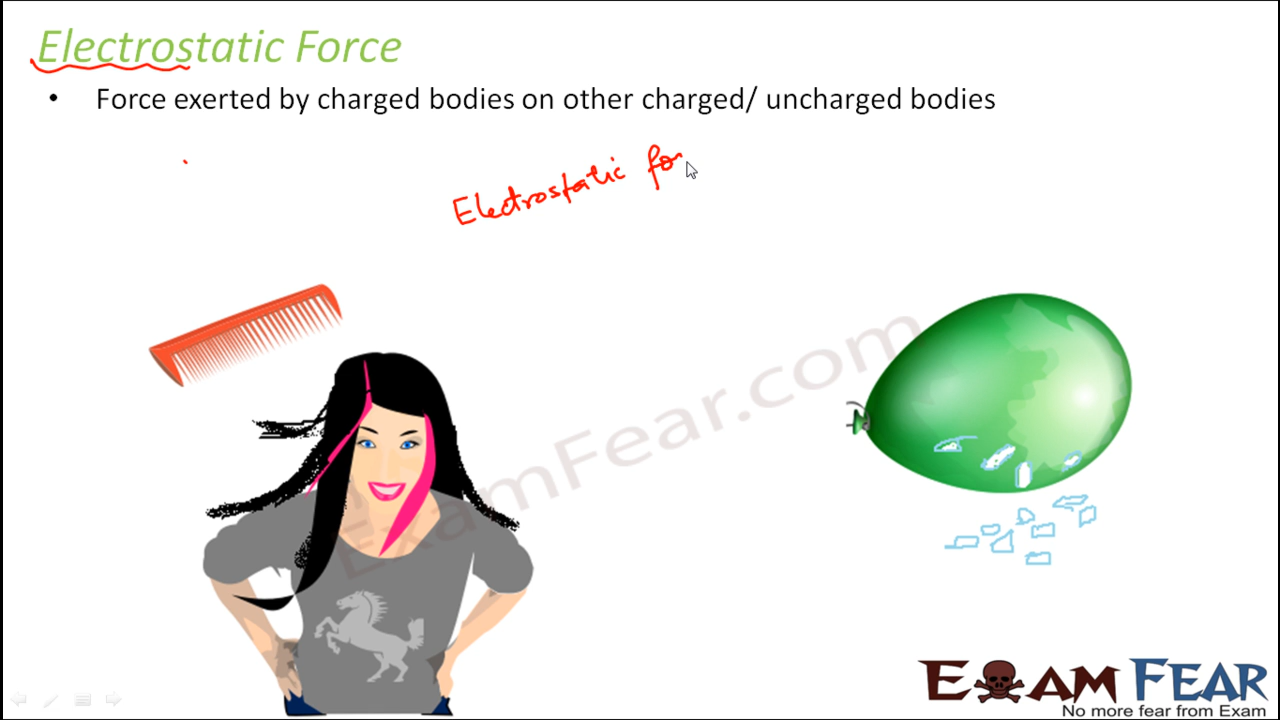 Electrostatic Force
• Force exerted by charged bodies on other charged/ uncharged bodies
Electrostatic for
ExamFear.com
EXAM FEAR
No more fear from Exam